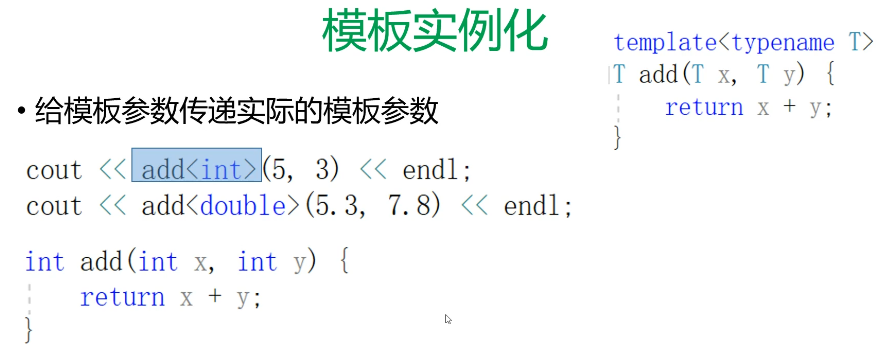 模板实例化
template<typename T>
T add(T x, T y) {
return x + y;
}
• 给模板参数传递实际的模板参数
cout << add<int>(5, 3) << endl;
cout << add<double>(5.3, 7.8) << endl;
int add(int x, int y) {
return x + y;
}